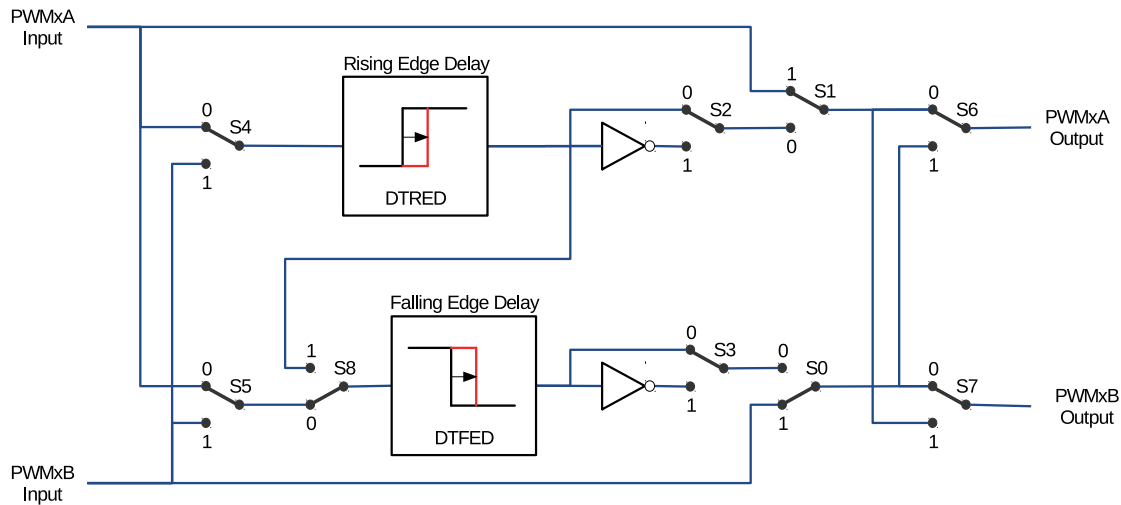 PWMxA
Input
Rising Edge Delay
DTRED
0
S4
1
0
S2
1
1
S1
0
0
S6
1
PWMxA
Output
Falling Edge Delay
DTFED
0
S5
1
1
S8
0
0
S3
1
0
S0
1
0
S7
1
PWMxB
Output
PWMxB
Input